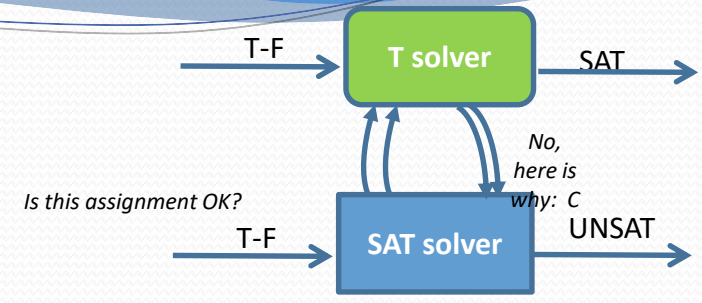 T-F
T solver
SAT
No,
here is
why: C
Is this assignment OK?
T-F
SAT solver
UNSAT